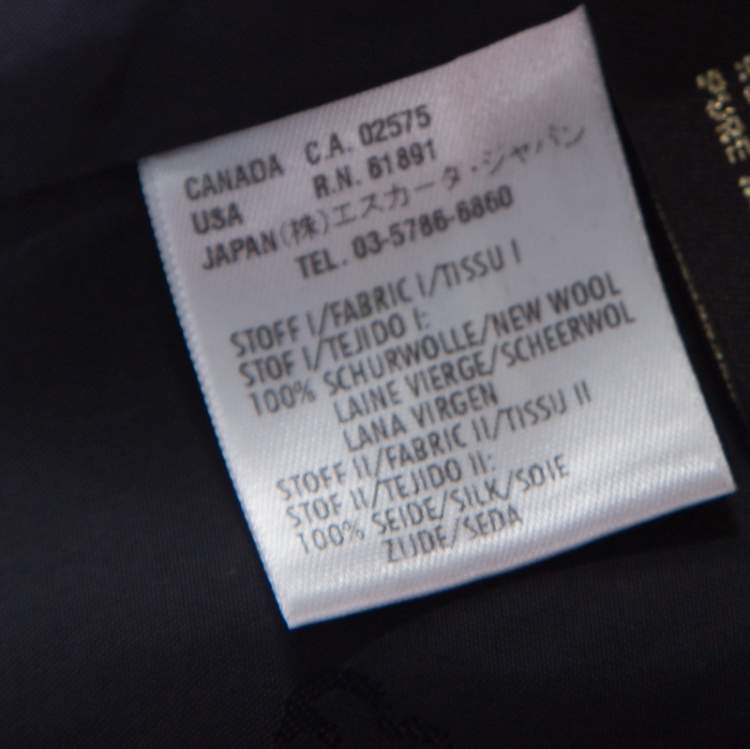 CANADA C.A. 02575
USA R.N. 61891
JAPAN(株)エスカーダ・ジャパン
TEL. 03-5786-6860
STOFF I/FABRIC I/TISSU I
STOF I/TEJIDO I:
100% SCHURWOLLE/NEW WOOL
LAINE VIERGE/SCHEERWOL
LANA VIRGEN
STOFF II/FABRIC II/TISSU II
STOF II/TEJIDO II:
100% SEIDE/SILK/SOIE
ZIJDE/SEDA
PURE